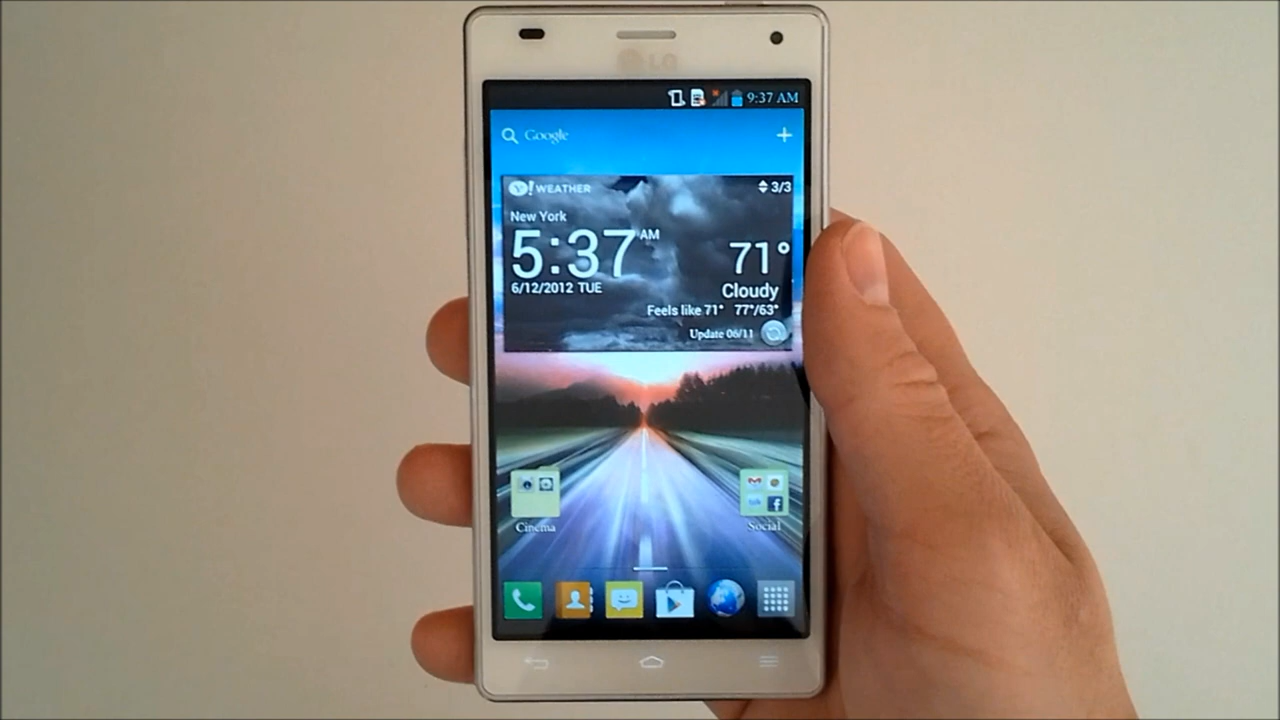 LG
9:37 AM
Google
Y! WEATHER
3/3
New York
5:37 AM
71°
6/12/2012 TUE
Cloudy
Feels like 71° 77°/63°
Update 06/11
Cinema
Social